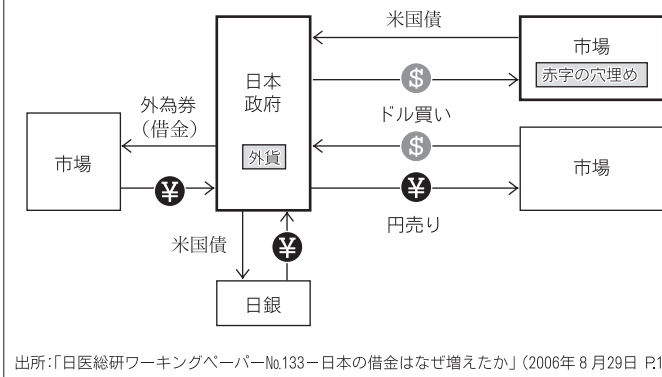 米国債
市場
赤字の穴埋め
日本
政府
外貨
$
ドル買い
$
外為券
（借金）
市場
¥
市場
¥
円売り
米国債
¥
日銀
出所：「日医総研ワーキングペーパー№133－日本の借金はなぜ増えたか」（2006年８月29日 P.1